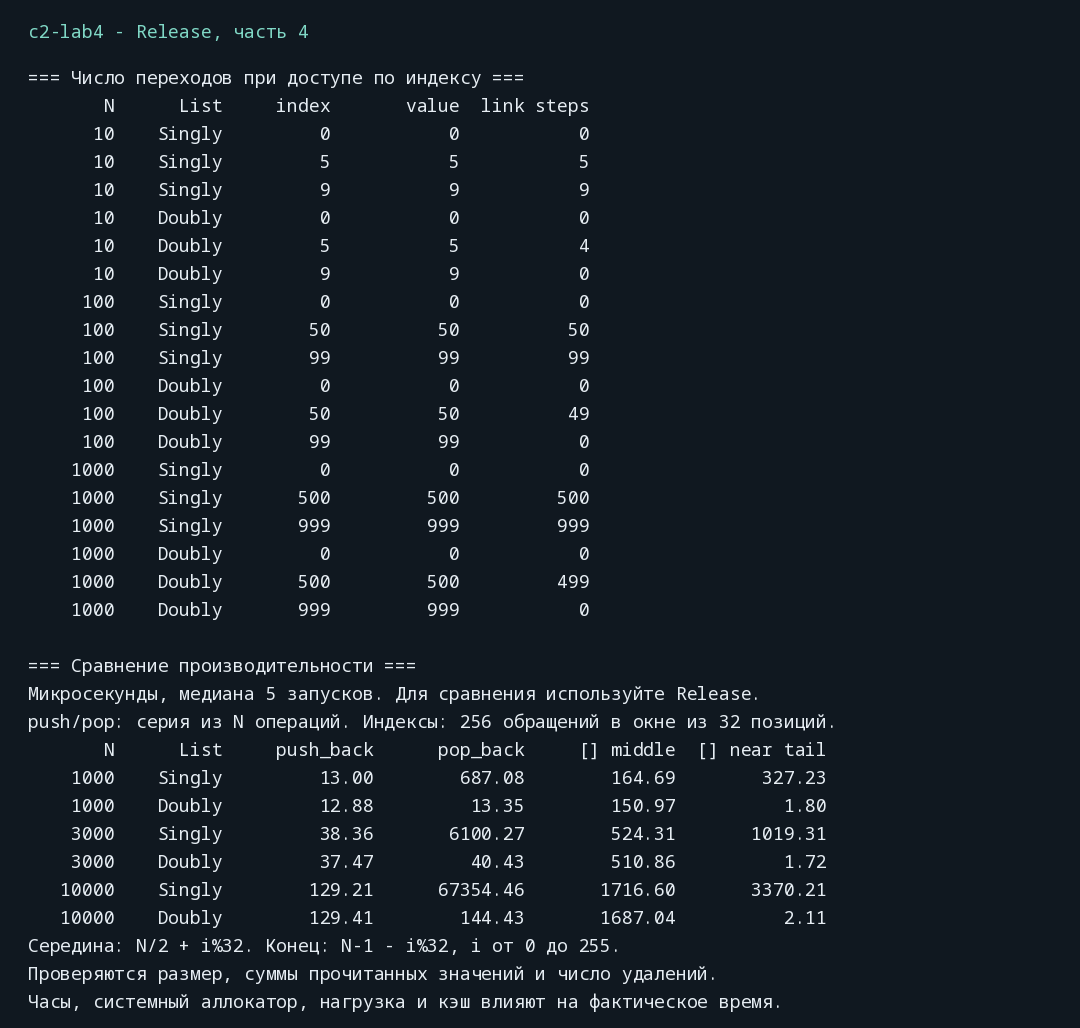 c2-lab4 - Release, часть 4
=== Число переходов при доступе по индексу ===
N List index value link steps
10 Singly 0 0 0
10 Singly 5 5 5
10 Singly 9 9 9
10 Doubly 0 0 0
10 Doubly 5 5 4
10 Doubly 9 9 0
100 Singly 0 0 0
100 Singly 50 50 50
100 Singly 99 99 99
100 Doubly 0 0 0
100 Doubly 50 50 49
100 Doubly 99 99 0
1000 Singly 0 0 0
1000 Singly 500 500 500
1000 Singly 999 999 999
1000 Doubly 0 0 0
1000 Doubly 500 500 499
1000 Doubly 999 999 0
=== Сравнение производительности ===
Микросекунды, медиана 5 запусков. Для сравнения используйте Release.
push/pop: серия из N операций. Индексы: 256 обращений в окне из 32 позиций.
N List push_back pop_back [] middle [] near tail
1000 Singly 13.00 687.08 164.69 327.23
1000 Doubly 12.88 13.35 150.97 1.80
3000 Singly 38.36 6100.27 524.31 1019.31
3000 Doubly 37.47 40.43 510.86 1.72
10000 Singly 129.21 67354.46 1716.60 3370.21
10000 Doubly 129.41 144.43 1687.04 2.11
Середина: N/2 + i%32. Конец: N-1 - i%32, i от 0 до 255.
Проверяются размер, суммы прочитанных значений и число удалений.
Часы, системный аллокатор, нагрузка и кэш влияют на фактическое время.